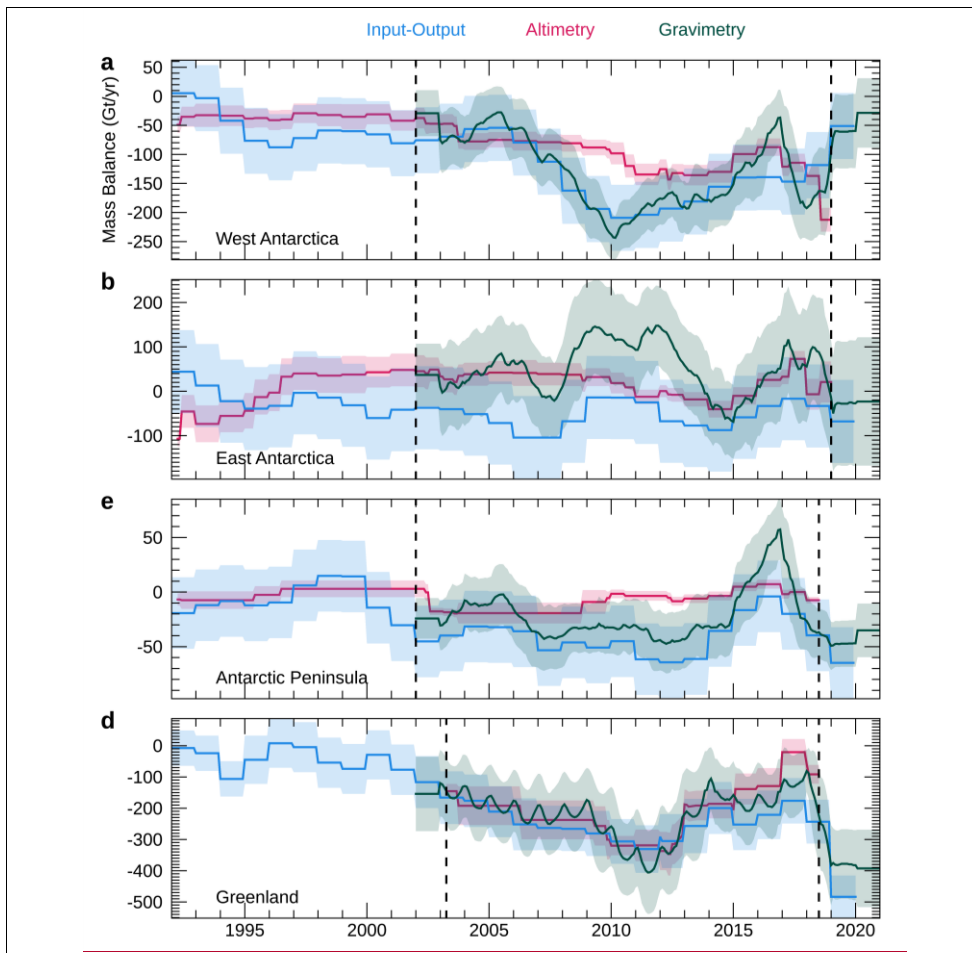 Input-Output Altimetry Gravimetry
a
50
0
-50
-100
-150
-200
-250
Mass Balance (Gt/yr)
West Antarctica
b
200
100
0
-100
East Antarctica
e
50
0
-50
Antarctic Peninsula
d
0
-100
-200
-300
-400
-500
Greenland
1995 2000 2005 2010 2015 2020